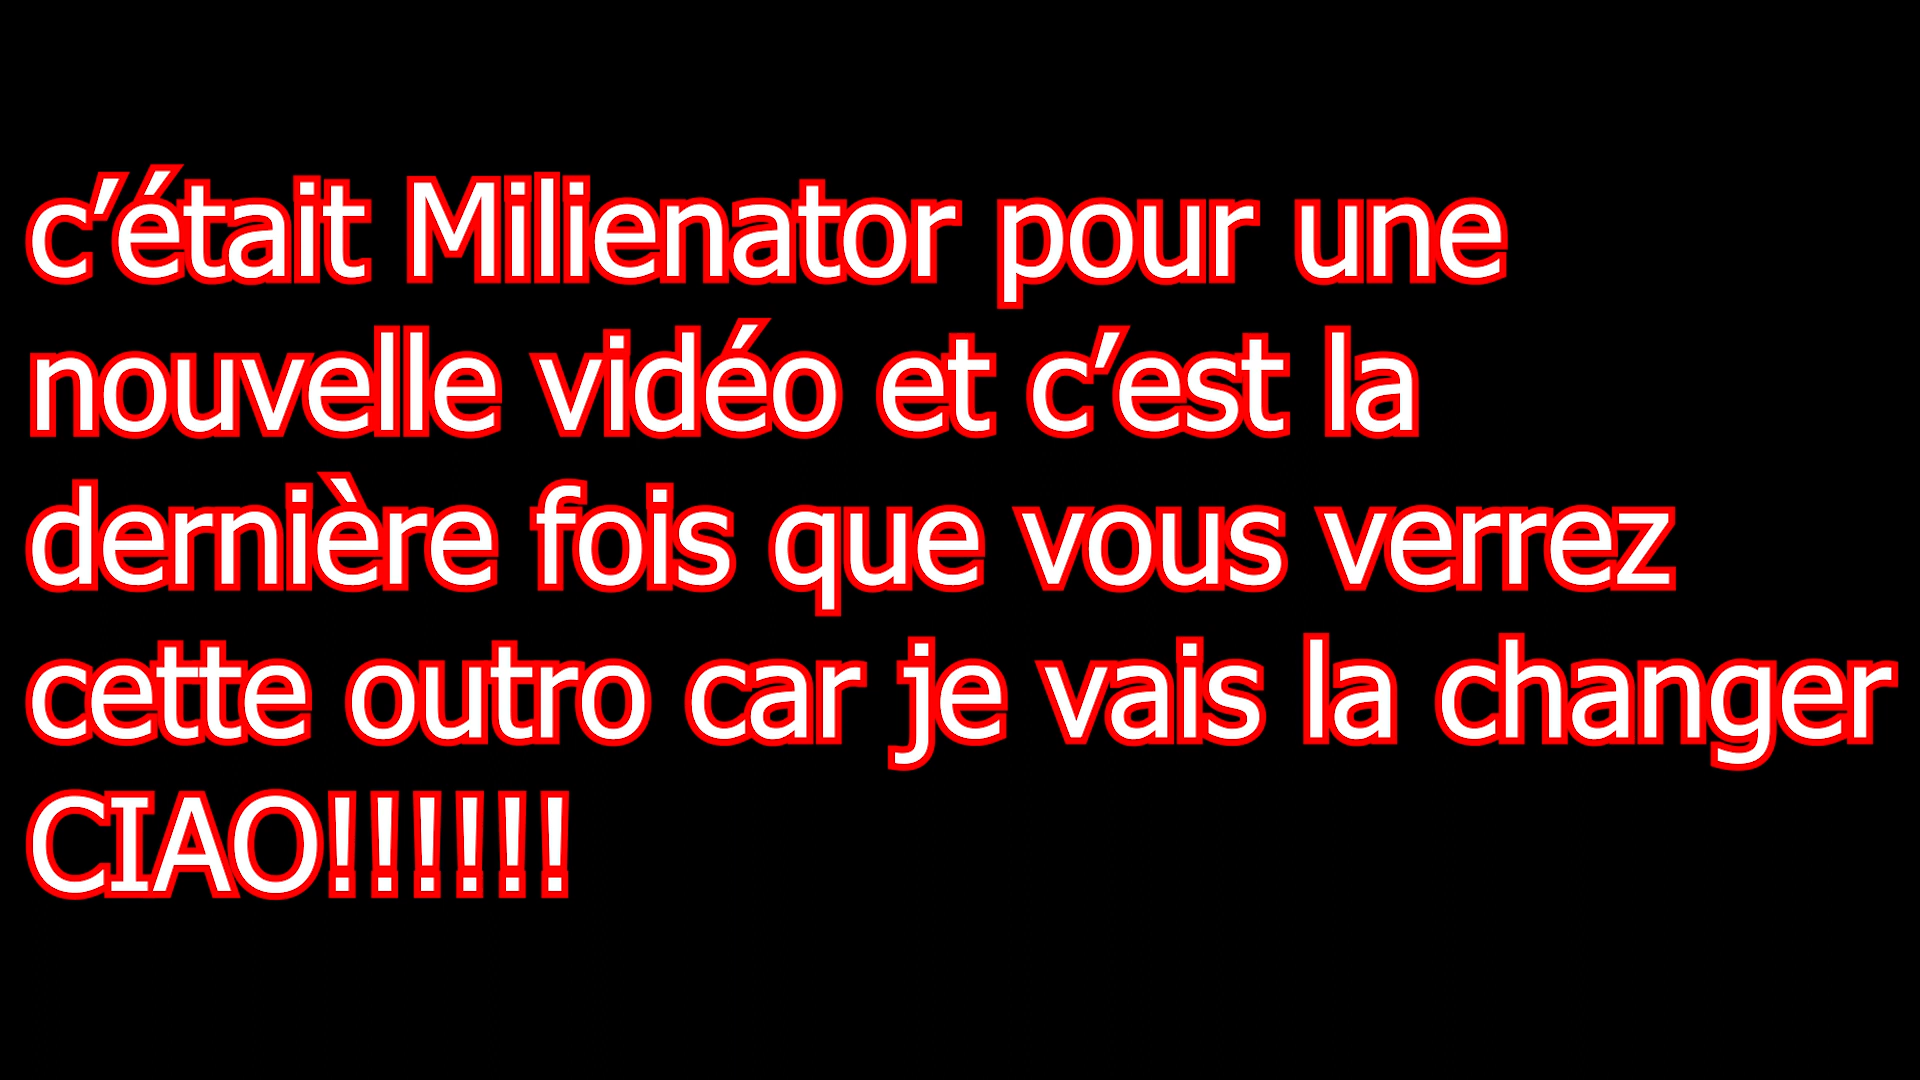 c’était Milienator pour une
nouvelle vidéo et c’est la
dernière fois que vous verrez
cette outro car je vais la changer
CIAO!!!!!!